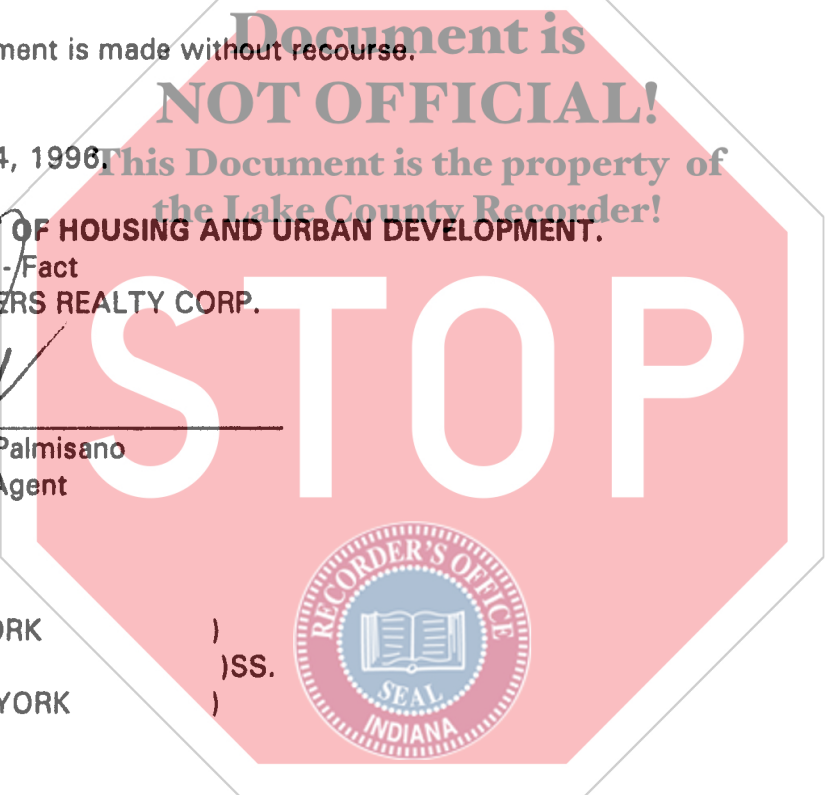 Document is
ment is made without recourse.
NOT OFFICIAL!
4, 1996.
This Document is the property of
the Lake County Recorder!
OF HOUSING AND URBAN DEVELOPMENT.
- Fact
ERS REALTY CORP.
STOP
Palmisano
Agent
RECORDER'S OFFICE
ORK )
)SS.
YORK )
SEAL
INDIANA